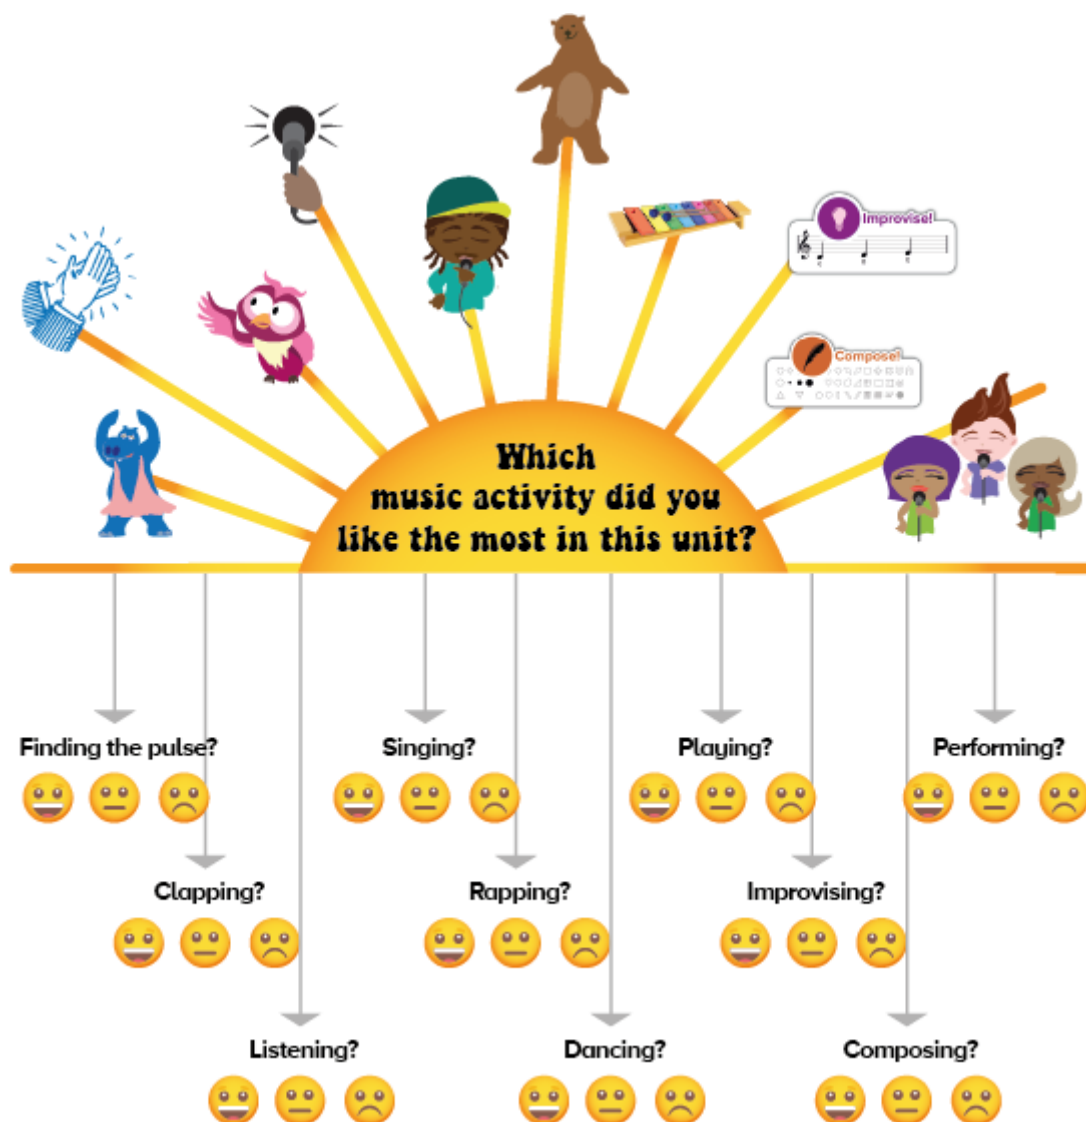 Improvise!
Compose!
Which
music activity did you
like the most in this unit?
Finding the pulse?
Singing?
Playing?
Performing?
Clapping?
Rapping?
Improvising?
Listening?
Dancing?
Composing?